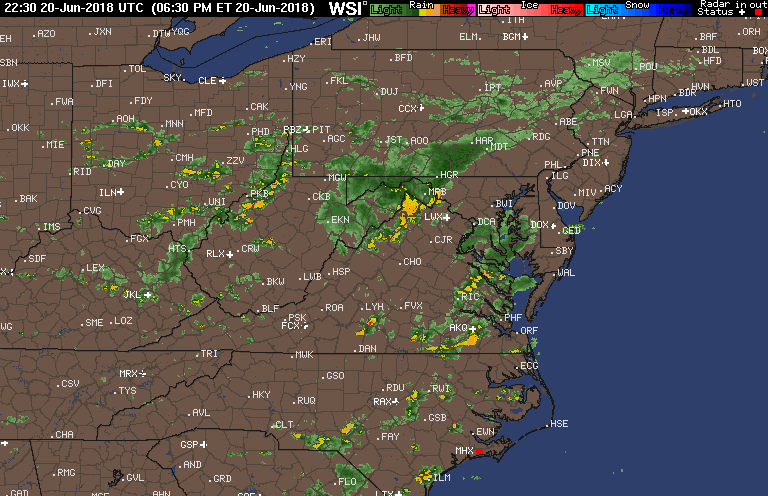 22:30 20-Jun-2018 UTC (06:30 PM ET 20-Jun-2018) WSI Light Rain Heavy Light Ice Heavy Light Snow Heavy Radar in out
Status
ITH
AZO JXN DTW YQG ERI JHW ELM BGM BAF ORH
SBN TOL HZY BFD BDL BOX
IWX DFI SKY CLE YNG FKL DUJ IPT AVP MSV POU HFD
FWA FDY CAK CCX FWN HPN BDR HVN WST
OKK AOH MNN MFD PHD PBZ PIT AGC JST AOO HAR MDT RDG ABE LGA ISP OKX HTO
MIE TTN
DAY CMH ZZV HLG PNE
RID CYO MGW HGR PHL DIX
BAK ILN PKB CKB MRB ILG MIV ACY
CVG UNI EKN BWI DOV
IMS PMH LWX DCA DOX GED
FGX HTS RLX CRW CJR SBY
SDF LEX CHO WAL
JKL BKW LWB HSP RIC
BLF ROA LYH FVX PHF
WG SME LOZ PSK FCX AKQ ORF
TRI MWK DAN ECG
MRX GSO
CSV TYS HKY RUQ RDU RAX RWI
AVL GSB HSE
CHA GSP CLT FAY EWN
MHX
RMG GVL AND GRD FLO ILM
GAD AHN CAE LTX